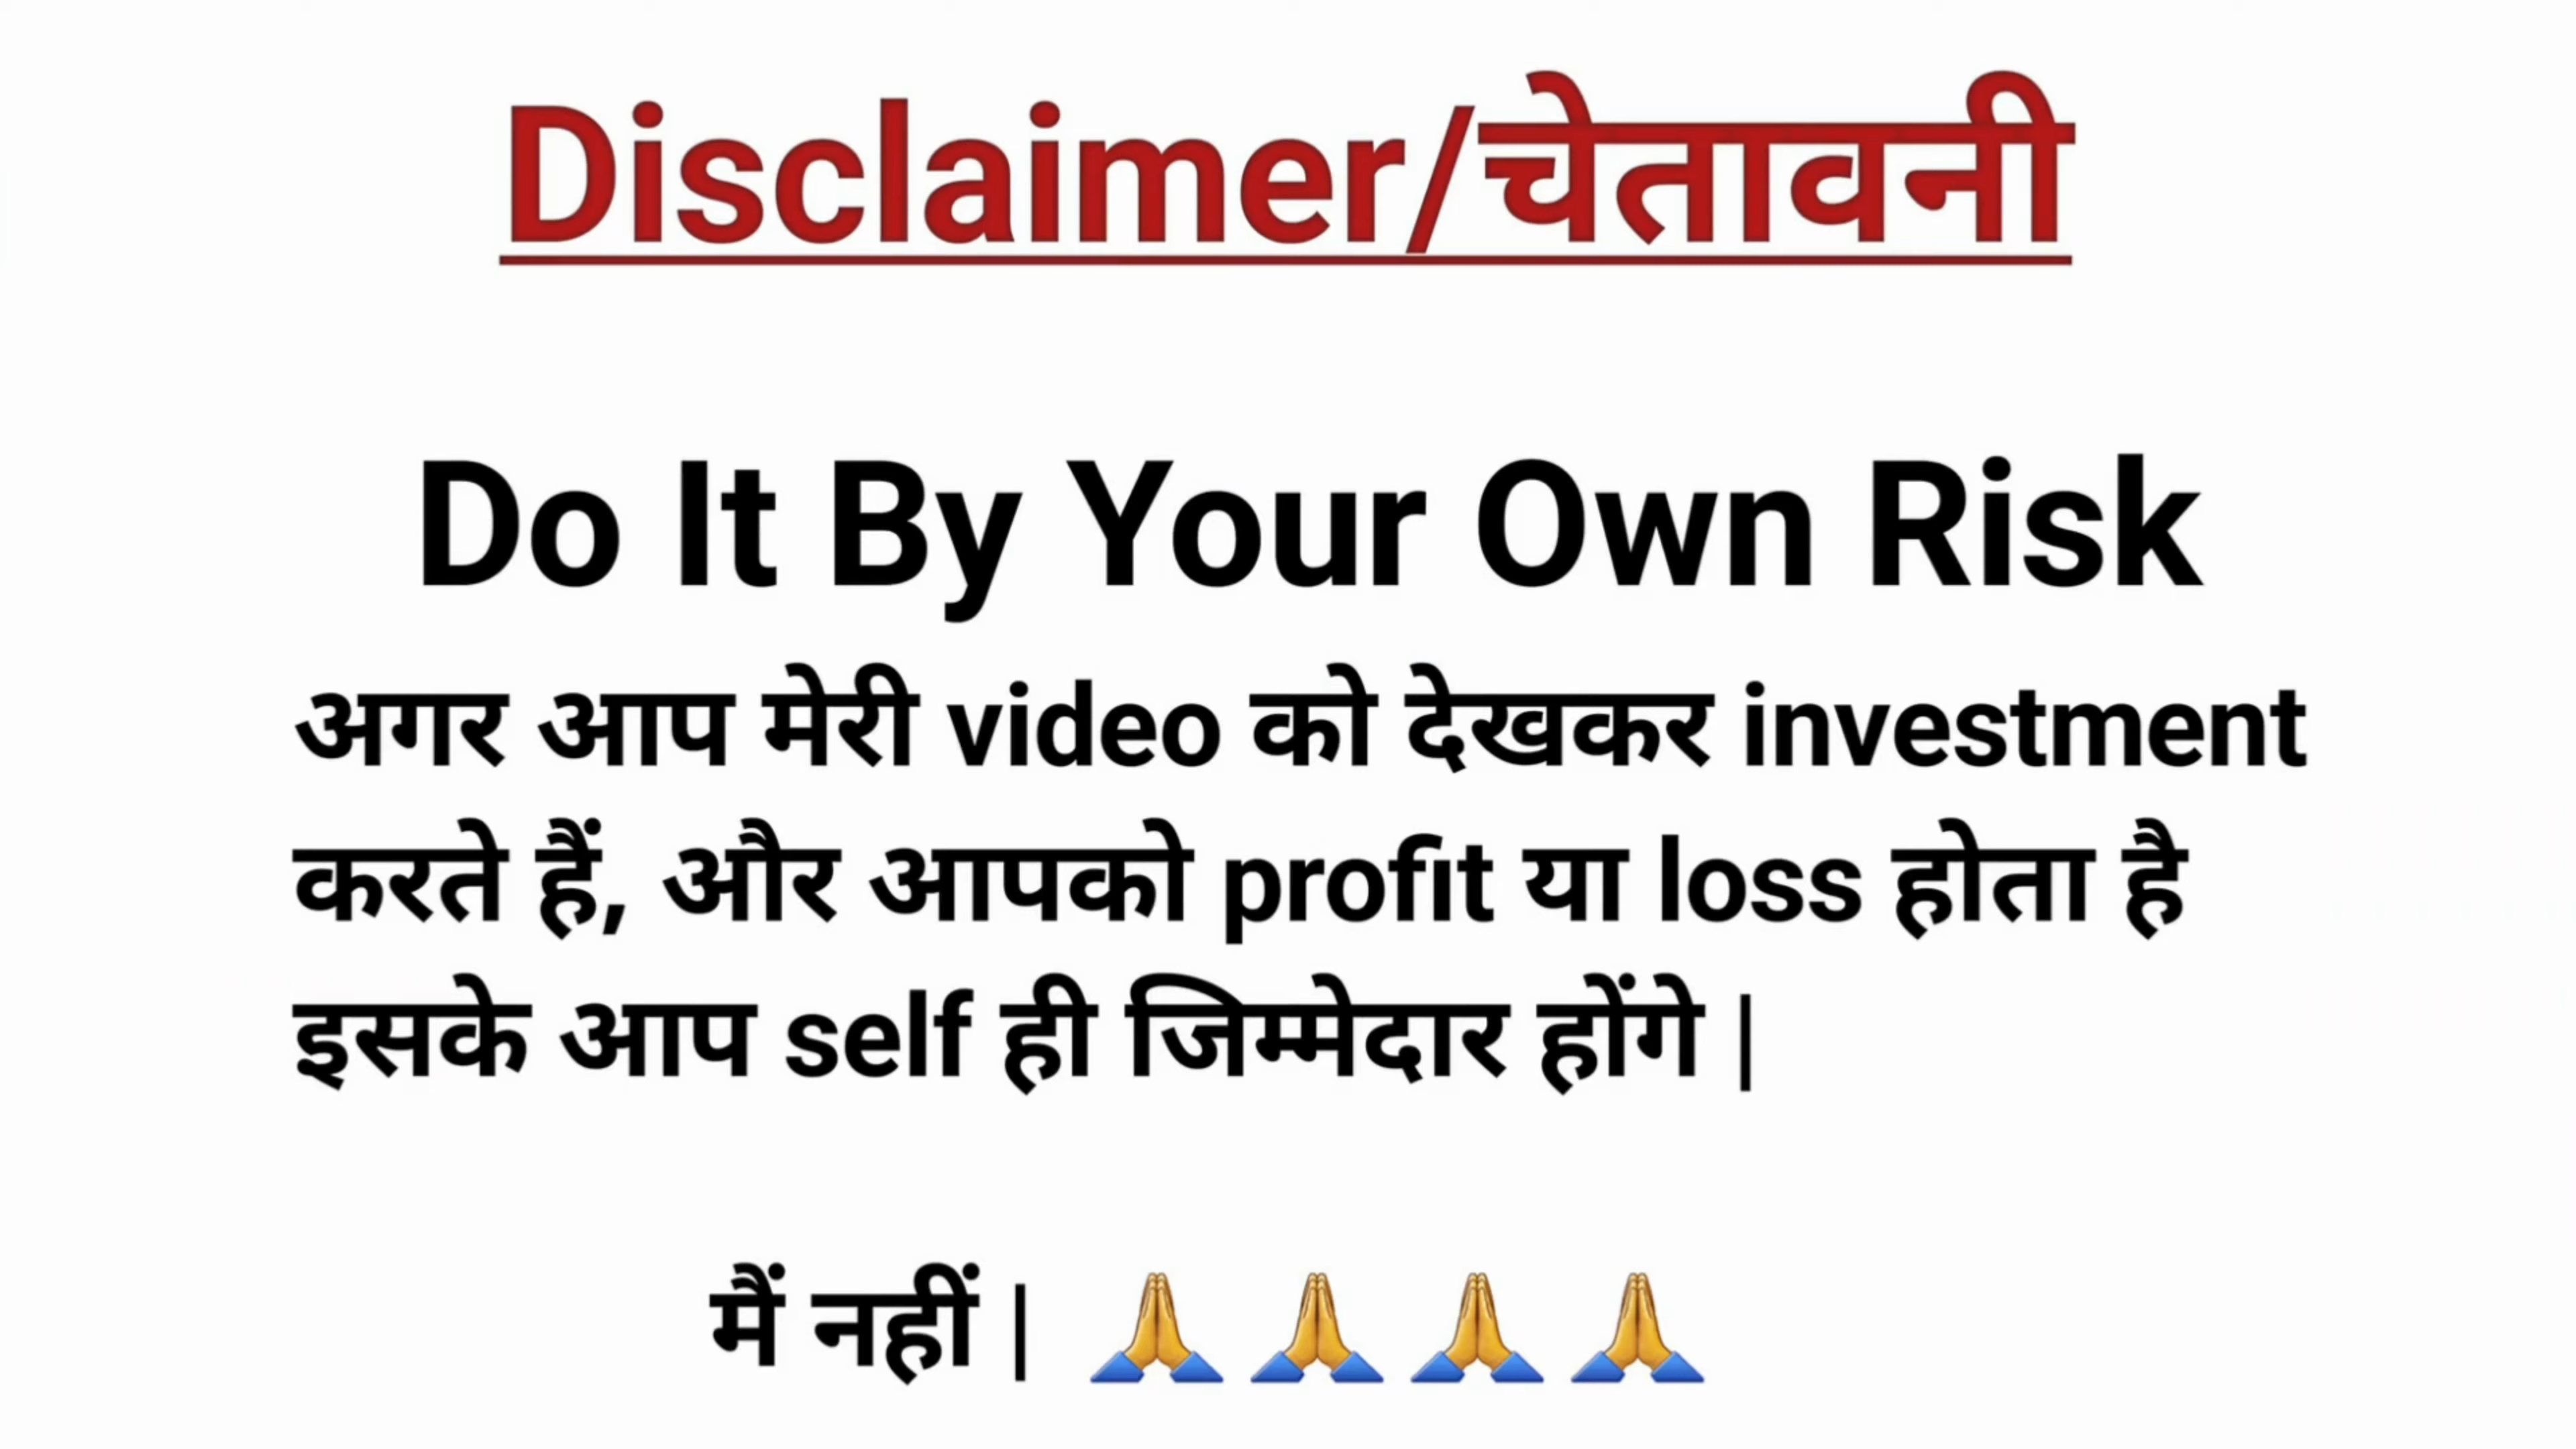 Disclaimer/चेतावनी
Do It By Your Own Risk
अगर आप मेरी video को देखकर investment
करते हैं, और आपको profit या loss होता है
इसके आप self ही जिम्मेदार होंगे |
मैं नहीं | 🙏🙏🙏🙏